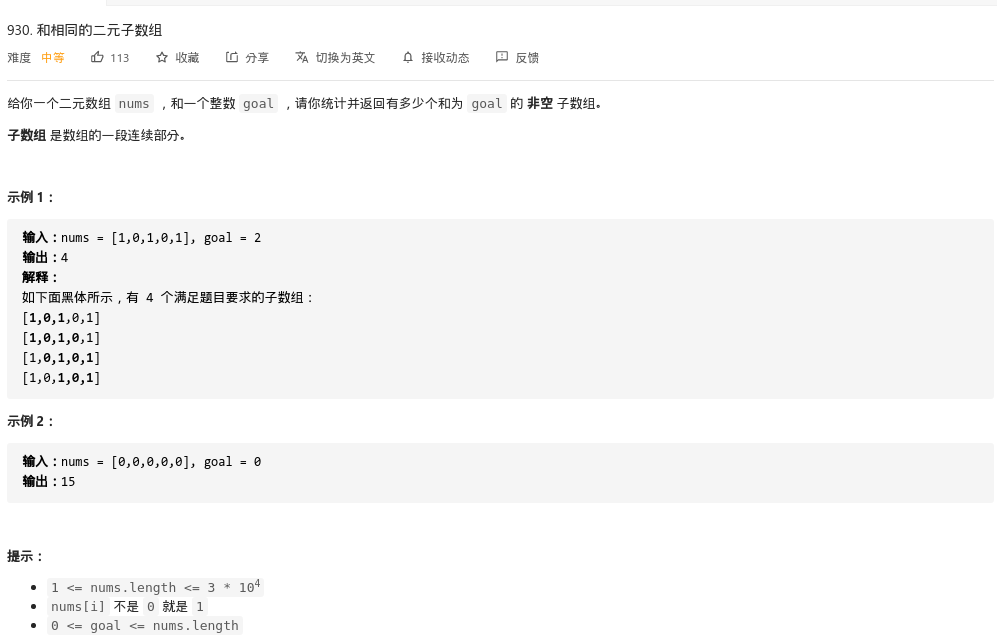 930. 和相同的二元子数组
难度 中等 113 收藏 分享 切换为英文 接收动态 反馈
给你一个二元数组 nums ，和一个整数 goal ，请你统计并返回有多少个和为 goal 的 非空 子数组。
子数组 是数组的一段连续部分。
示例 1：
输入：nums = [1,0,1,0,1], goal = 2
输出：4
解释：
如下面黑体所示，有 4 个满足题目要求的子数组：
[1,0,1,0,1]
[1,0,1,0,1]
[1,0,1,0,1]
[1,0,1,0,1]
示例 2：
输入：nums = [0,0,0,0,0], goal = 0
输出：15
提示：
1 <= nums.length <= 3 * 10⁴
nums[i] 不是 0 就是 1
0 <= goal <= nums.length